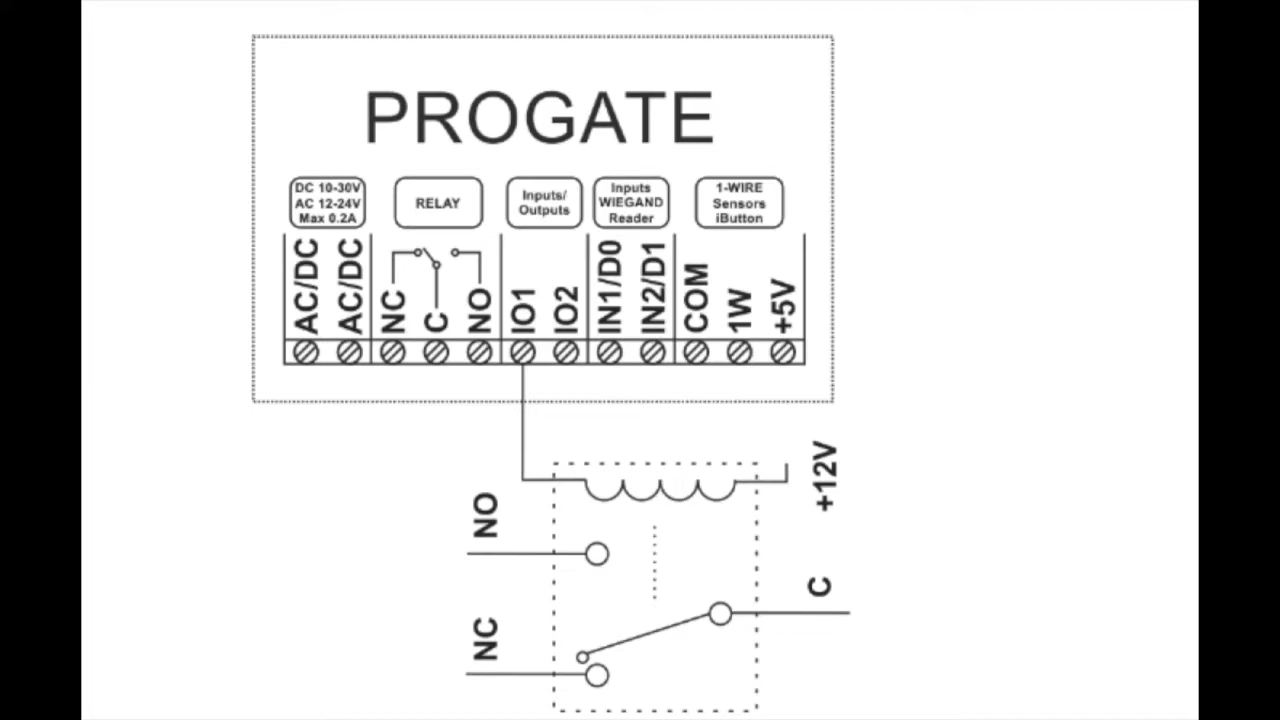 PROGATE
DC 10-30V
AC 12-24V
Max 0.2A
RELAY
Inputs/
Outputs
Inputs
WIEGAND
Reader
1-WIRE
Sensors
iButton
AC/DC
AC/DC
NC
C
NO
IO1
IO2
IN1/D0
IN2/D1
COM
1W
+5V
+12V
NO
C
NC